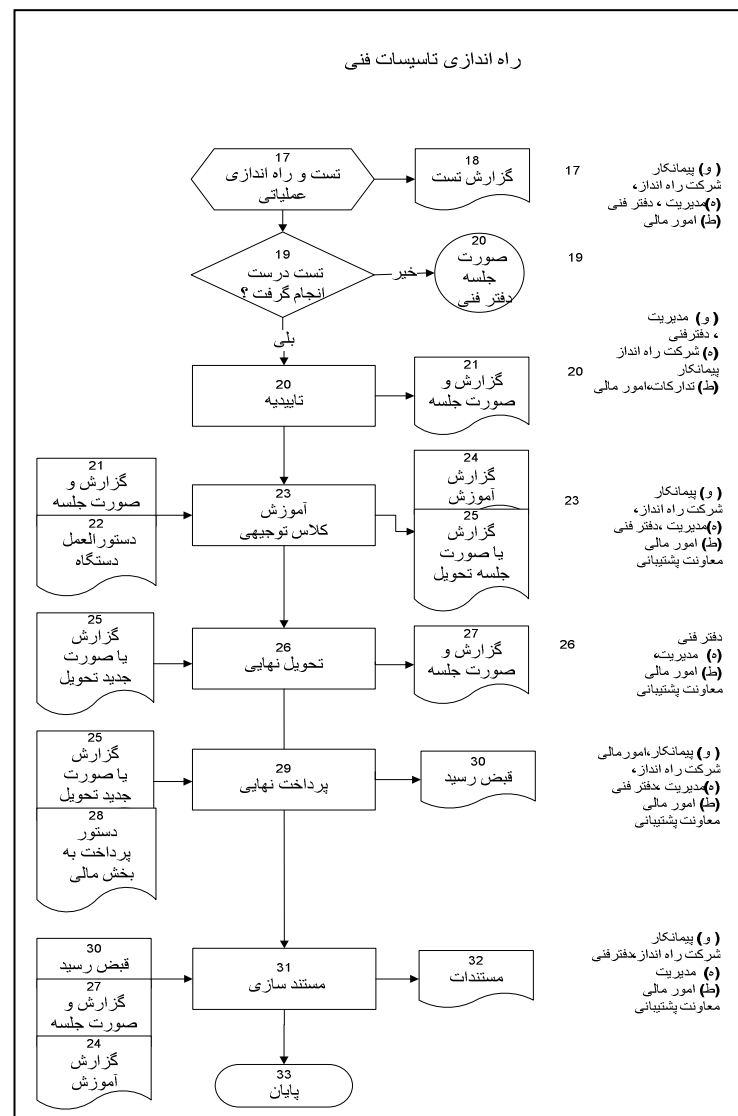 راه اندازی تاسیسات فنی
17
تست و راه اندازی
عملیاتی
18
گزارش تست
17
( و) پیمانکار
شرکت راه انداز،
(ه)مدیریت ، دفتر فنی
(ط) امور مالی
19
تست درست
انجام گرفت ؟
خیر
20
صورت
جلسه
دفتر فنی
19
بلی
20
تاییدیه
21
گزارش و
صورت جلسه
20
( و) مدیریت
، دفترفنی
(ه) شرکت راه انداز
پیمانکار
(ط) تدارکات،امور مالی
21
گزارش و
صورت جلسه
22
دستورالعمل
دستگاه
23
آموزش
کلاس توجیهی
24
گزارش
آموزش
25
گزارش
یا صورت
جلسه تحویل
23
( و) پیمانکار
شرکت راه انداز،
(ه)مدیریت ،دفتر فنی
(ط) امور مالی
معاونت پشتیبانی
25
گزارش
یا صورت
جدید تحویل
26
تحویل نهایی
27
گزارش و
صورت جلسه
26
دفتر فنی
(ه) مدیریت،
(ط) امور مالی
معاونت پشتیبانی
25
گزارش
یا صورت
جدید تحویل
28
دستور
پرداخت به
بخش مالی
29
پرداخت نهایی
30
قبض رسید
( و) پیمانکار،امورمالی
شرکت راه انداز،
(ه)مدیریت ،دفتر فنی
(ط) امور مالی
معاونت پشتیبانی
30
قبض رسید
27
گزارش و
صورت جلسه
24
گزارش
آموزش
31
مستند سازی
32
مستندات
( و) پیمانکار
شرکت راه انداز،دفترفنی
(ه) مدیریت
(ط) امور مالی
معاونت پشتیبانی
33
پایان